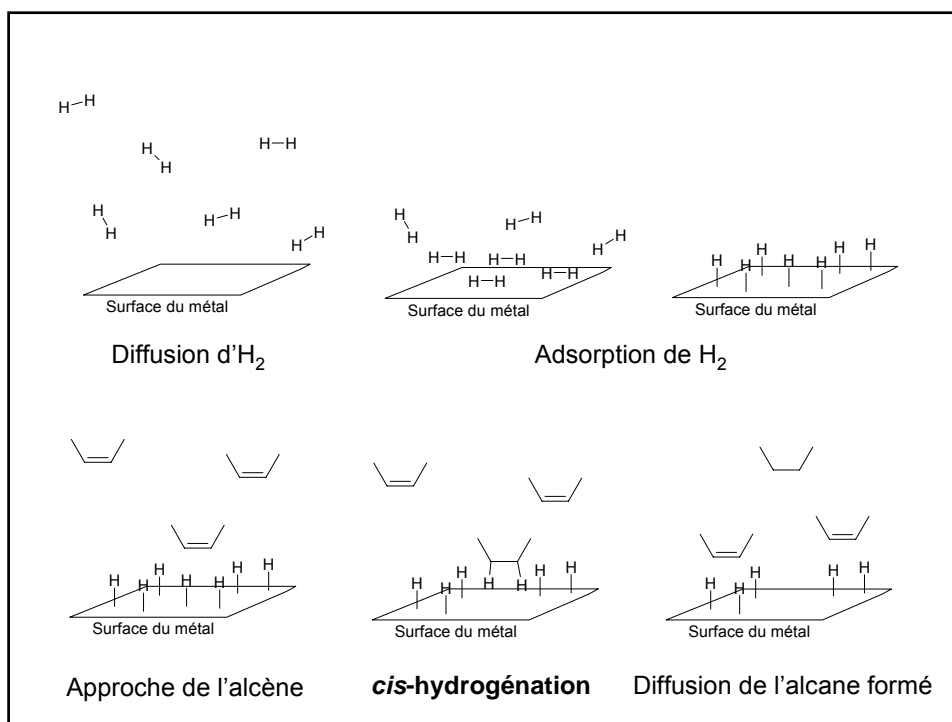 H H
H H H
H H
H H H
H H H H
H H H H H H H
H H H H H H H H H H
Surface du métal Surface du métal Surface du métal
Diffusion d'H2 Adsorption de H2
H H H H H H H H H H H H H H H H H H H H H
Surface du métal Surface du métal Surface du métal
Approche de l'alcène cis-hydrogénation Diffusion de l'alcane formé